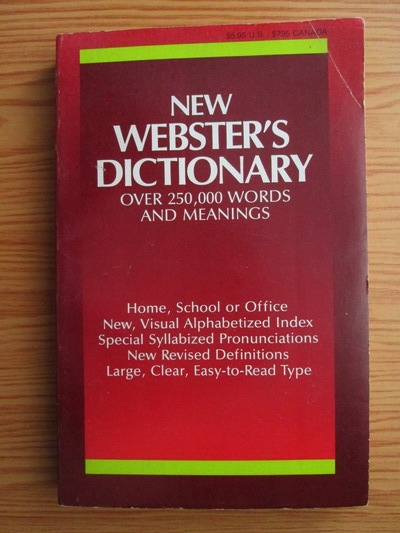 $5.95 U.S. $7.95 CANADA
NEW
WEBSTER'S
DICTIONARY
OVER 250,000 WORDS
AND MEANINGS
Home, School or Office
New, Visual Alphabetized Index
Special Syllabized Pronunciations
New Revised Definitions
Large, Clear, Easy-to-Read Type